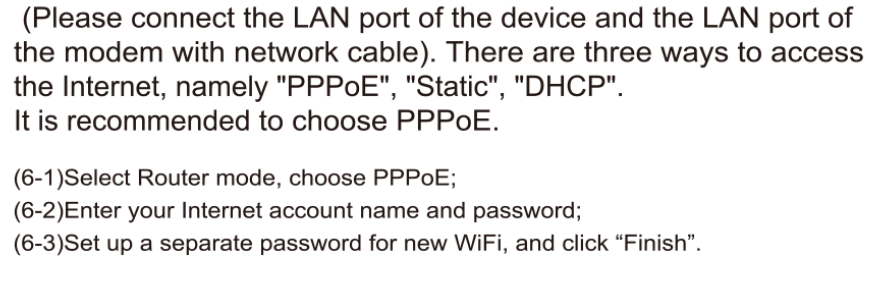 (Please connect the LAN port of the device and the LAN port of
the modem with network cable). There are three ways to access
the Internet, namely "PPPoE", "Static", "DHCP".
It is recommended to choose PPPoE.
(6-1)Select Router mode, choose PPPoE;
(6-2)Enter your Internet account name and password;
(6-3)Set up a separate password for new WiFi, and click “Finish”.